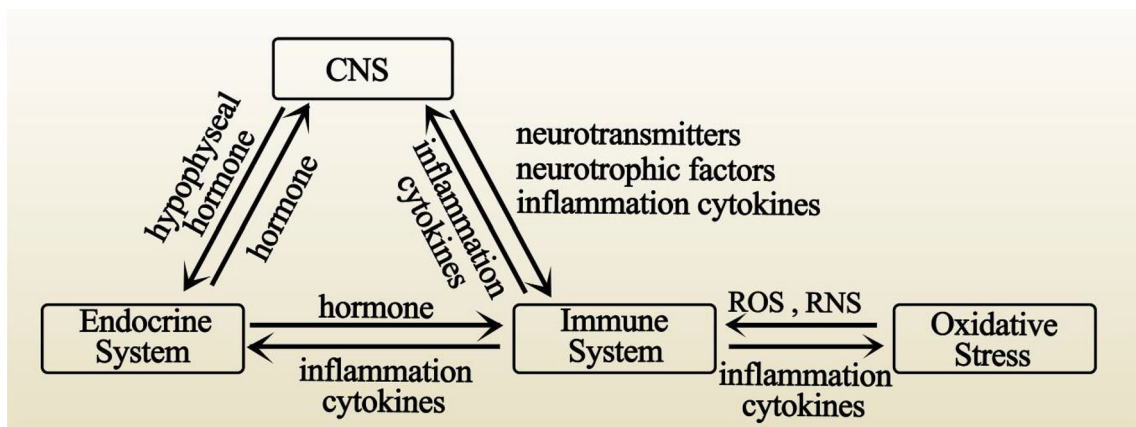 CNS
hypophyseal
hormone
hormone
inflammation
cytokines
neurotransmitters
neurotrophic factors
inflammation cytokines
Endocrine
System
hormone
inflammation
cytokines
Immune
System
ROS , RNS
inflammation
cytokines
Oxidative
Stress